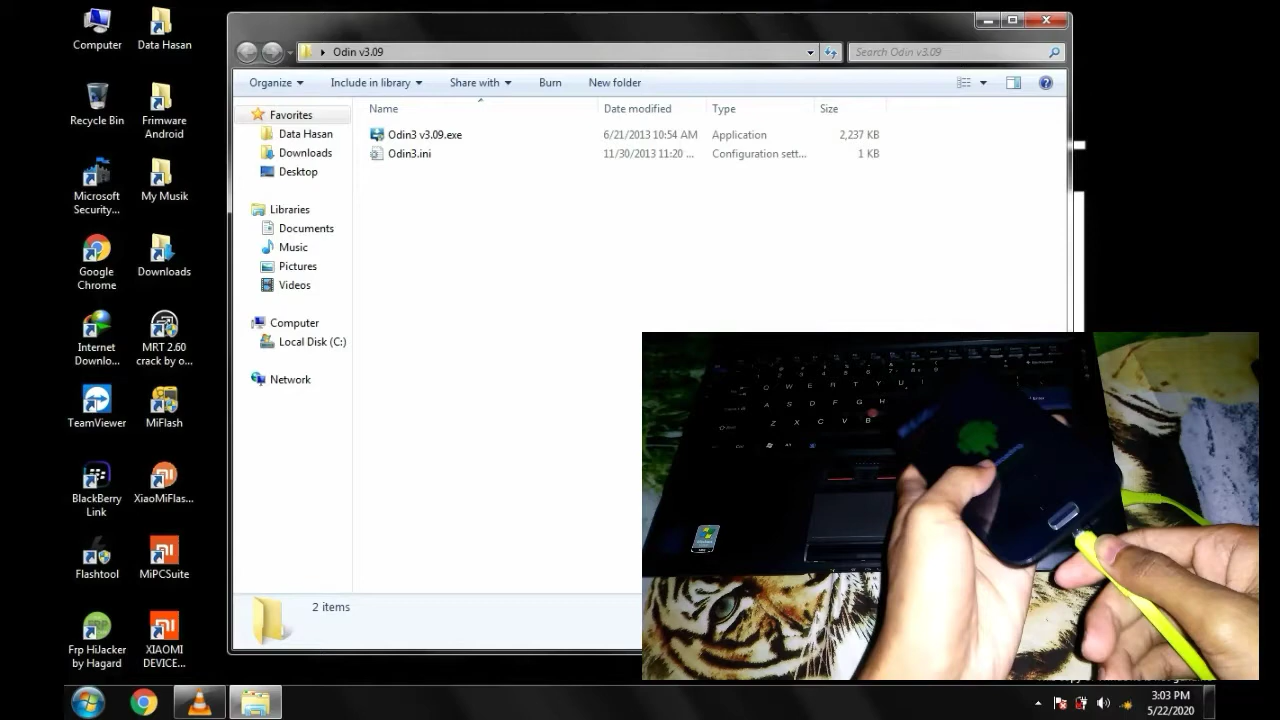 Computer
Data Hasan
Recycle Bin
Frimware
Android
Microsoft
Security...
My Musik
Google
Chrome
Downloads
Internet
Downlo...
MRT 2.60
crack by o...
TeamViewer
MiFlash
BlackBerry
Link
XiaoMiFlas...
Flashtool
MiPCSuite
Frp HiJacker
by Hagard
XIAOMI
DEVICE...
Odin v3.09
Search Odin v3.09
Organize
Include in library
Share with
Burn
New folder
Name
Date modified
Type
Size
Odin3 v3.09.exe
6/21/2013 10:54 AM
Application
2,237 KB
Odin3.ini
11/30/2013 11:20 ...
Configuration sett...
1 KB
Favorites
Data Hasan
Downloads
Desktop
Libraries
Documents
Music
Pictures
Videos
Computer
Local Disk (C:)
Network
2 items
3:03 PM
5/22/2020